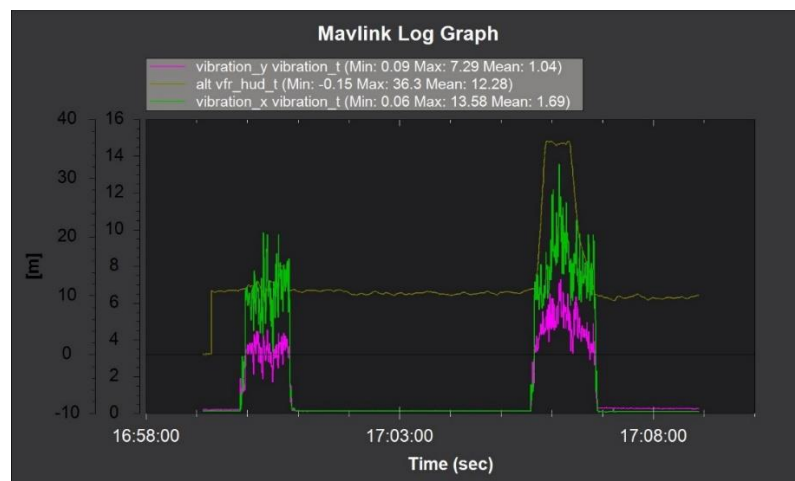 Mavlink Log Graph
vibration_y vibration_t (Min: 0.09 Max: 7.29 Mean: 1.04)
alt vfr_hud_t (Min: -0.15 Max: 36.3 Mean: 12.28)
vibration_x vibration_t (Min: 0.06 Max: 13.58 Mean: 1.69)
40 16
14
30 12
10
20 8
[m]
10 6
4
0 2
-10 0
16:58:00 17:03:00 17:08:00
Time (sec)